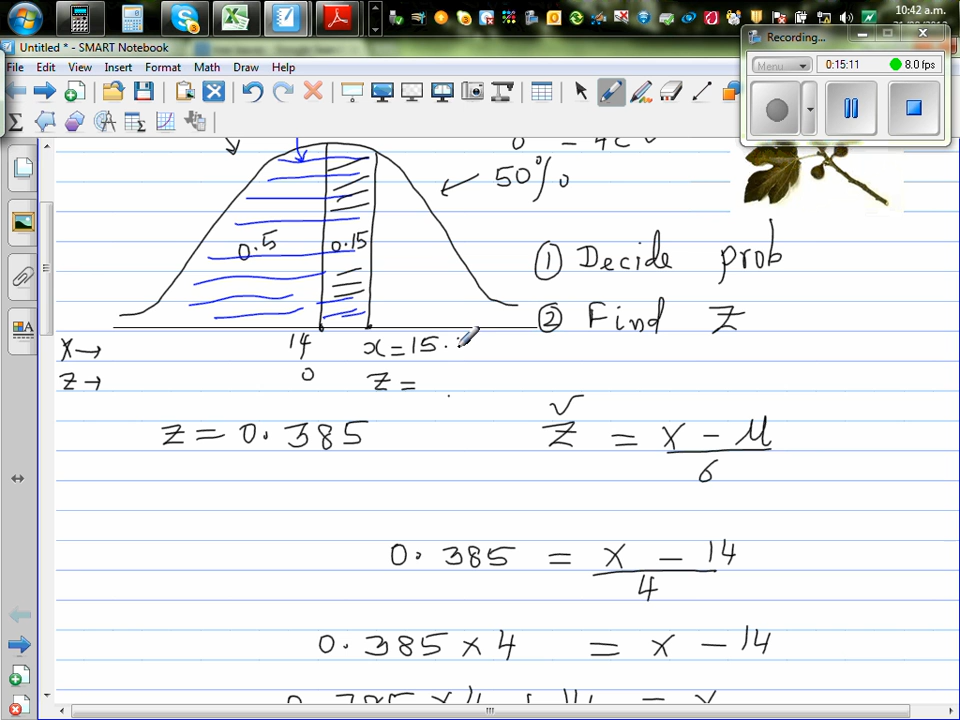 10:42 a.m.
Untitled * - SMART Notebook
Recording...
File Edit View Insert Format Math Draw Help
Menu 0:15:11 8.0 fps
50%
0.5 0.15
① Decide prob
② Find Z
X→ 14 x = 15.
Z→ 0 Z =
Z = 0.385
Z = X - μ
6
0.385 = X - 14
4
0.385 × 4 = X - 14